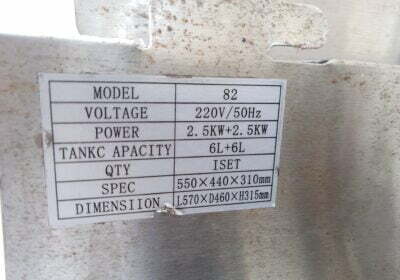 MODEL 82
VOLTAGE 220V/50Hz
POWER 2.5KW+2.5KW
TANKC APACITY 6L+6L
QTY 1SET
SPEC 550×440×310mm
DIMENSIION L570×D460×H315mm